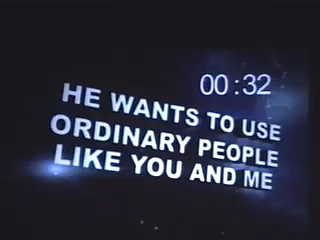 00:32
HE WANTS TO USE
ORDINARY PEOPLE
LIKE YOU AND ME